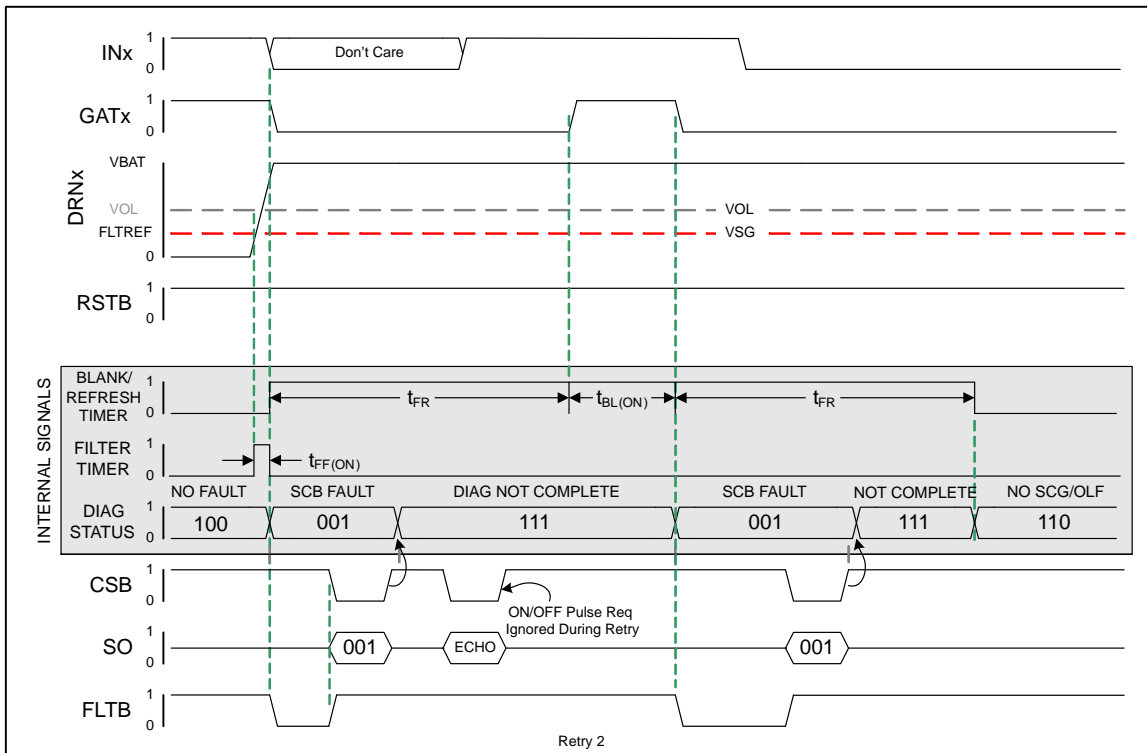 INx
1
0
Don't Care
GATx
1
0
DRNx
VBAT
VOL
FLTREF
VOL
VSG
RSTB
1
0
INTERNAL SIGNALS
BLANK/
REFRESH
TIMER
1
0
tFR
tBL(ON)
tFR
FILTER
TIMER
1
0
tFF(ON)
NO FAULT
SCB FAULT
DIAG NOT COMPLETE
SCB FAULT
NOT COMPLETE
NO SCG/OLF
DIAG
STATUS
1
0
100
001
111
001
111
110
CSB
1
0
ON/OFF Pulse Req
Ignored During Retry
SO
1
0
001
ECHO
001
FLTB
1
0
Retry 2